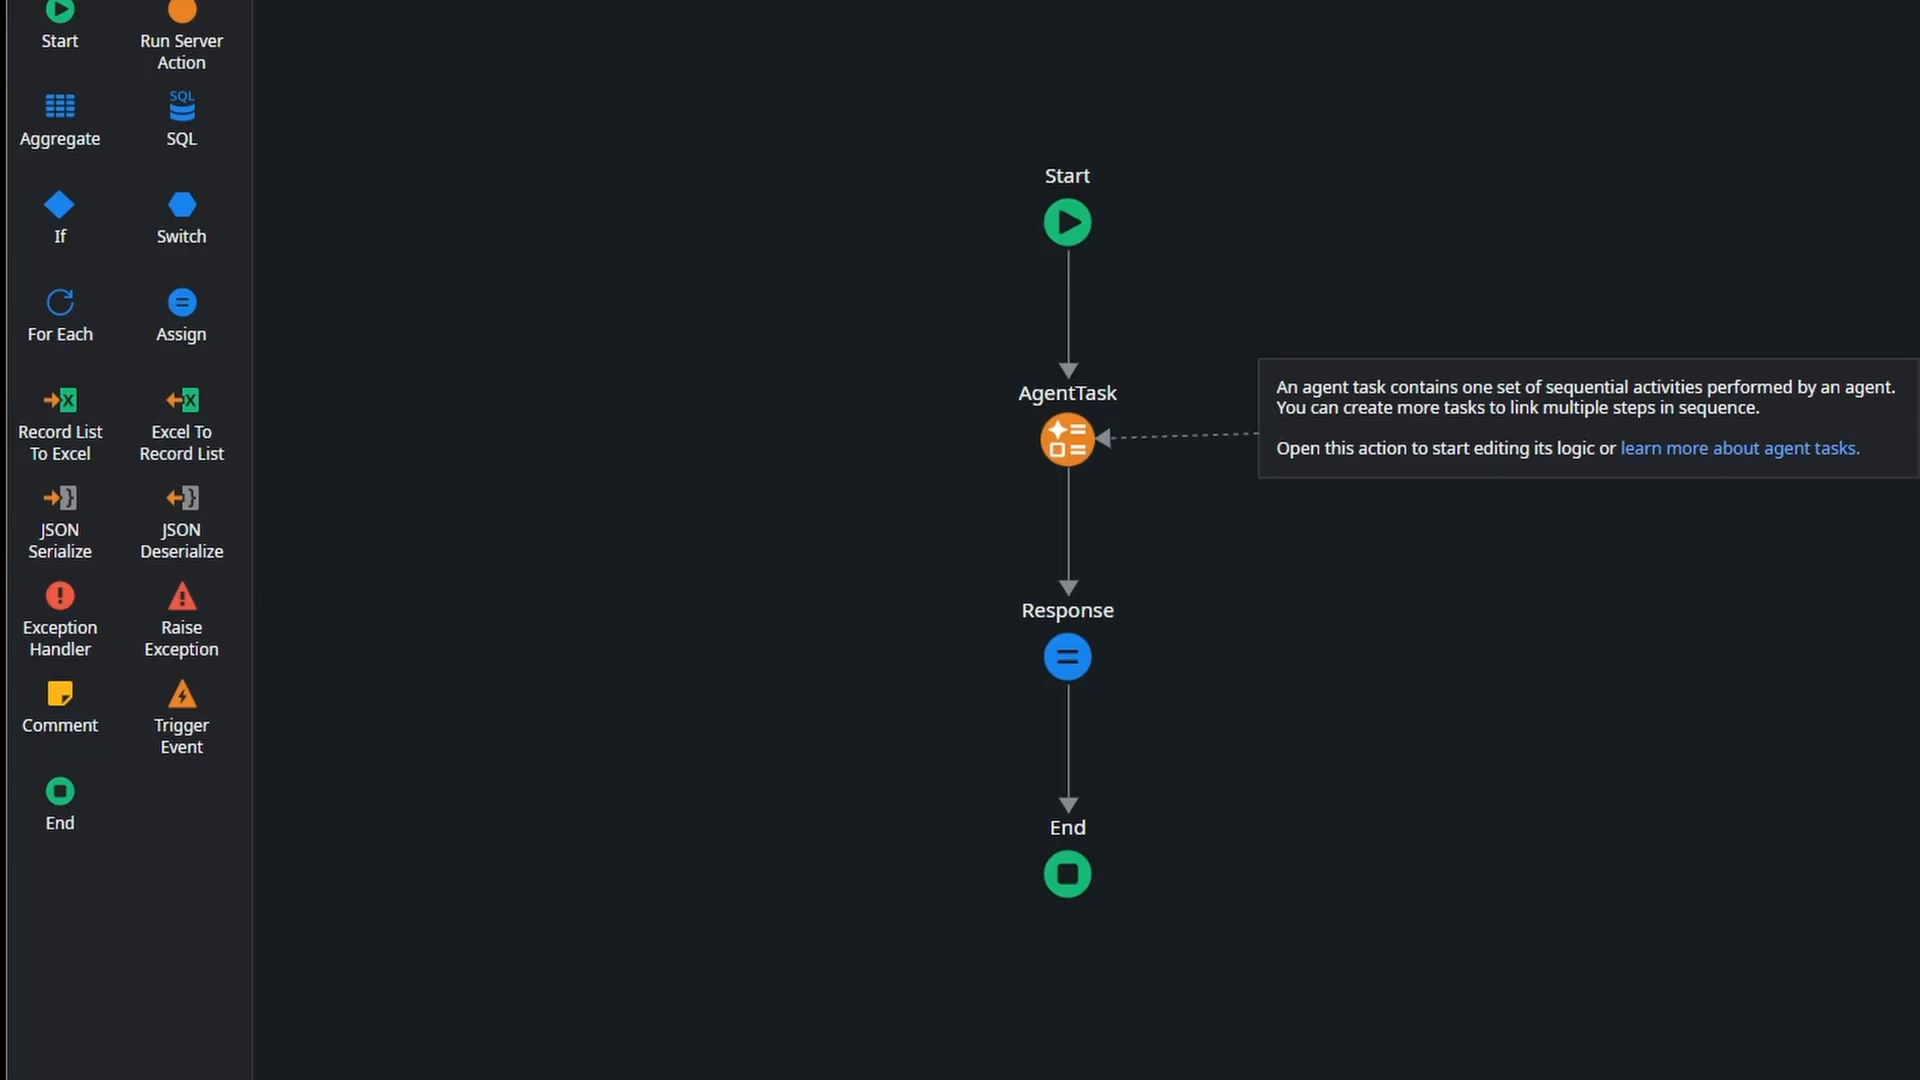 Start
Run Server
Action
Aggregate
SQL
SQL
If
Switch
For Each
Assign
Record List
To Excel
Excel To
Record List
JSON
Serialize
JSON
Deserialize
Exception
Handler
Raise
Exception
Comment
Trigger
Event
End
Start
AgentTask
An agent task contains one set of sequential activities performed by an agent.
You can create more tasks to link multiple steps in sequence.
Open this action to start editing its logic or learn more about agent tasks.
Response
End